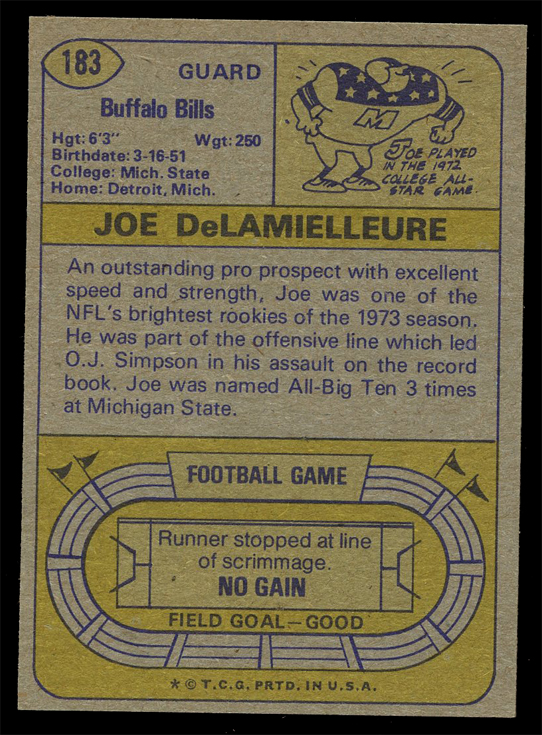 183
GUARD
Buffalo Bills
Hgt: 6'3" Wgt: 250
Birthdate: 3-16-51
College: Mich. State
Home: Detroit, Mich.
M
JOE PLAYED
IN THE 1972
COLLEGE ALL-
STAR GAME.
JOE DeLAMIELLEURE
An outstanding pro prospect with excellent
speed and strength, Joe was one of the
NFL's brightest rookies of the 1973 season.
He was part of the offensive line which led
O.J. Simpson in his assault on the record
book. Joe was named All-Big Ten 3 times
at Michigan State.
FOOTBALL GAME
Runner stopped at line
of scrimmage.
NO GAIN
FIELD GOAL—GOOD
* © T.C.G. PRTD. IN U.S.A.